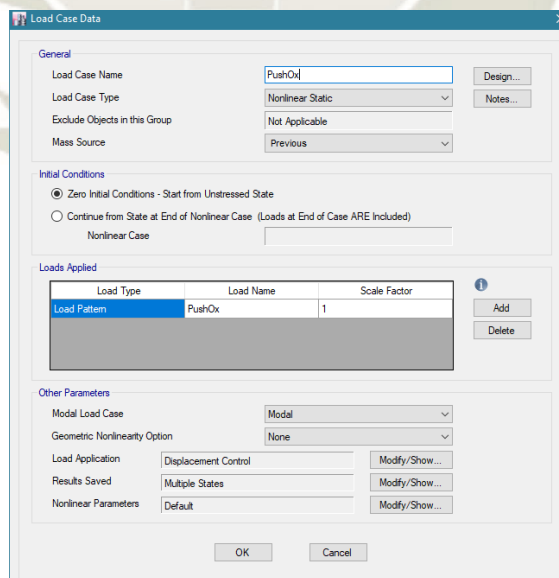 Load Case Data
General
Load Case Name PushOx Design...
Load Case Type Nonlinear Static Notes...
Exclude Objects in this Group Not Applicable
Mass Source Previous
Initial Conditions
Zero Initial Conditions - Start from Unstressed State
Continue from State at End of Nonlinear Case (Loads at End of Case ARE Included)
Nonlinear Case
Loads Applied
Load Type Load Name Scale Factor
Load Pattern PushOx 1 Add
Delete
Other Parameters
Modal Load Case Modal
Geometric Nonlinearity Option None
Load Application Displacement Control Modify/Show...
Results Saved Multiple States Modify/Show...
Nonlinear Parameters Default Modify/Show...
OK Cancel